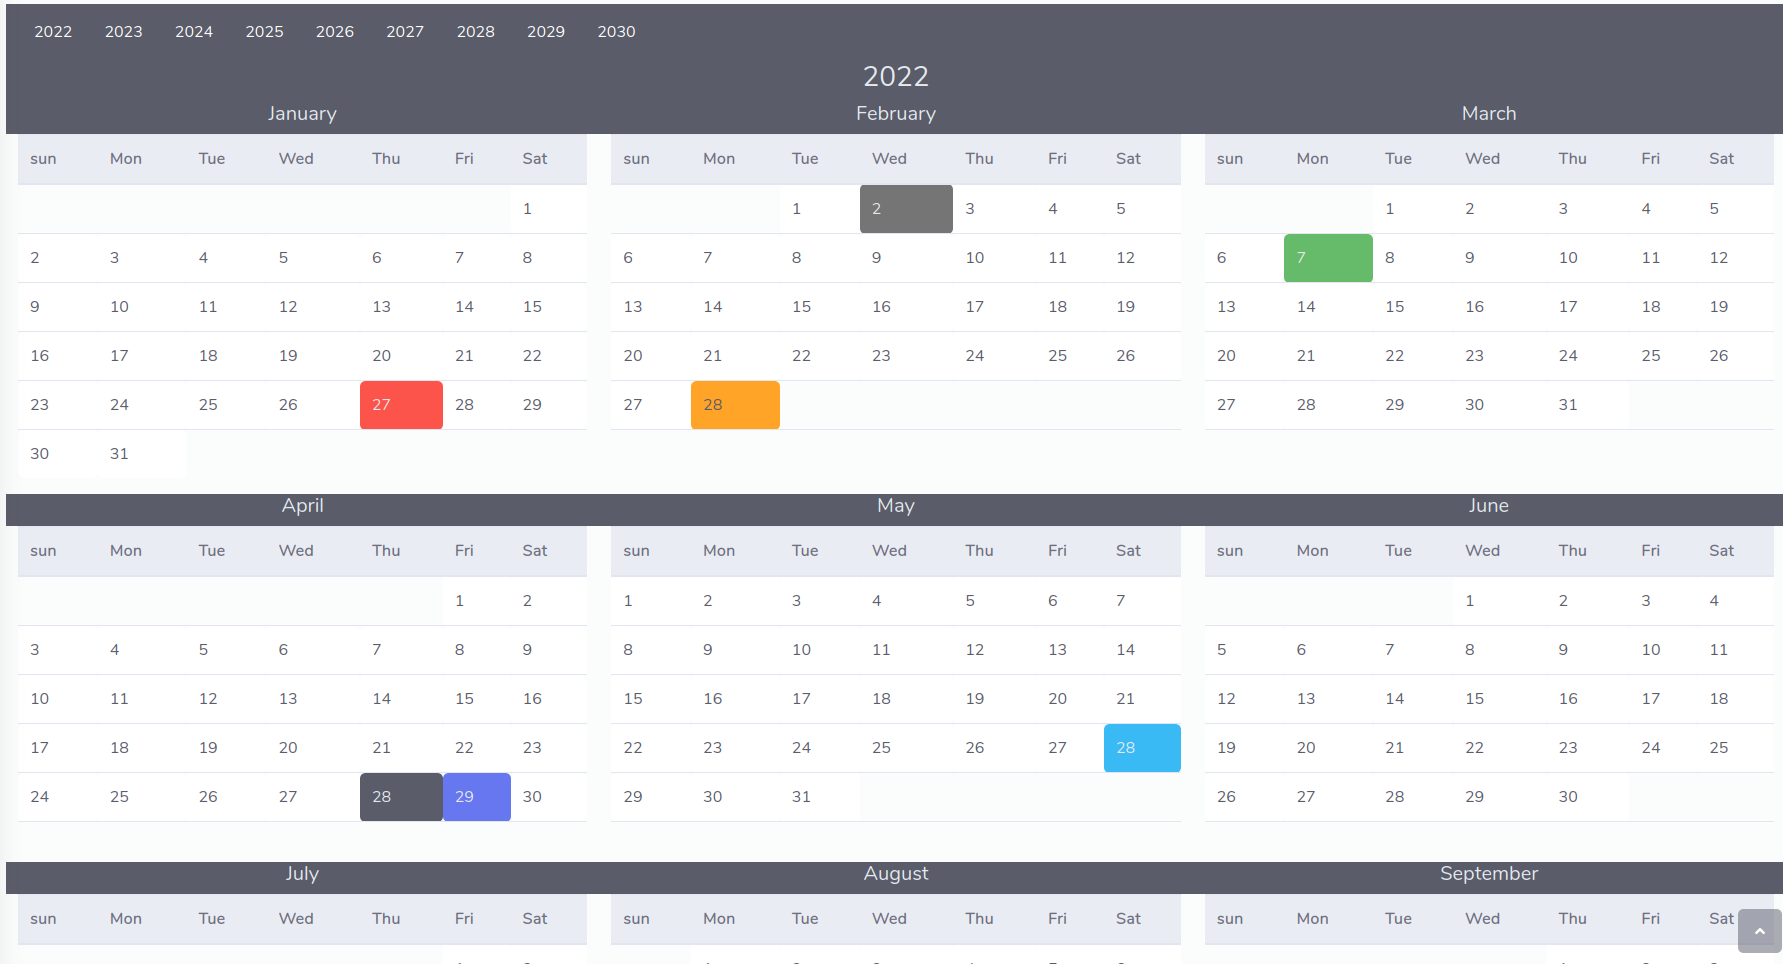 2022 2023 2024 2025 2026 2027 2028 2029 2030
2022
January February March
sun Mon Tue Wed Thu Fri Sat sun Mon Tue Wed Thu Fri Sat sun Mon Tue Wed Thu Fri Sat
1 1 2 3 4 5 1 2 3 4 5
2 3 4 5 6 7 8 6 7 8 9 10 11 12 6 7 8 9 10 11 12
9 10 11 12 13 14 15 13 14 15 16 17 18 19 13 14 15 16 17 18 19
16 17 18 19 20 21 22 20 21 22 23 24 25 26 20 21 22 23 24 25 26
23 24 25 26 27 28 29 27 28 27 28 29 30 31
30 31
April May June
sun Mon Tue Wed Thu Fri Sat sun Mon Tue Wed Thu Fri Sat sun Mon Tue Wed Thu Fri Sat
1 2 1 2 3 4 5 6 7 1 2 3 4
3 4 5 6 7 8 9 8 9 10 11 12 13 14 5 6 7 8 9 10 11
10 11 12 13 14 15 16 15 16 17 18 19 20 21 12 13 14 15 16 17 18
17 18 19 20 21 22 23 22 23 24 25 26 27 28 19 20 21 22 23 24 25
24 25 26 27 28 29 30 29 30 31 26 27 28 29 30
July August September
sun Mon Tue Wed Thu Fri Sat sun Mon Tue Wed Thu Fri Sat sun Mon Tue Wed Thu Fri Sat